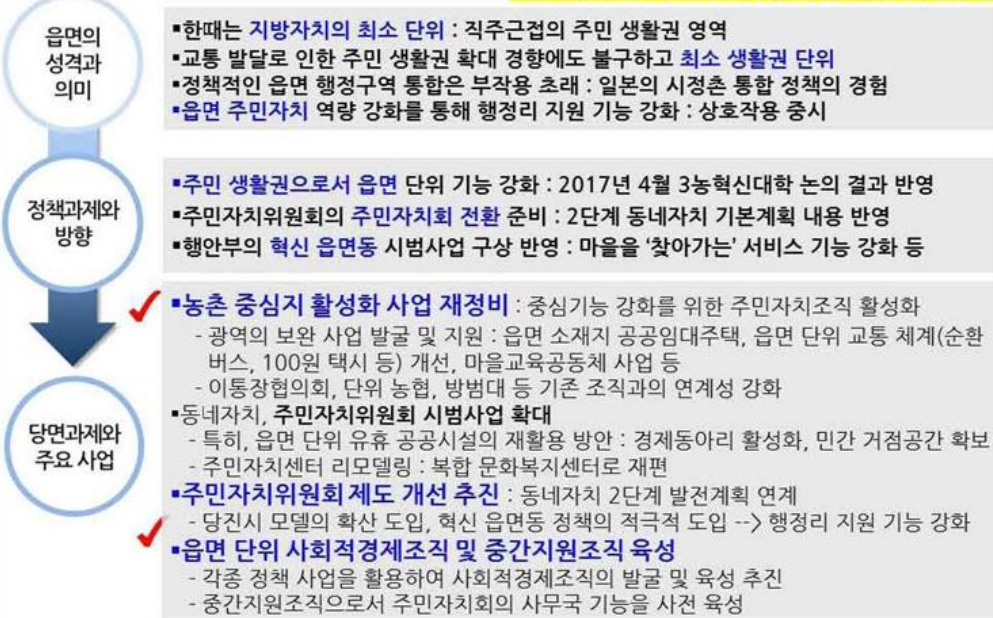 읍면의
성격과
의미
▪한때는 지방자치의 최소 단위 : 직주근접의 주민 생활권 영역
▪교통 발달로 인한 주민 생활권 확대 경향에도 불구하고 최소 생활권 단위
▪정책적인 읍면 행정구역 통합은 부작용 초래 : 일본의 시정촌 통합 정책의 경험
▪읍면 주민자치 역량 강화를 통해 행정리 지원 기능 강화 : 상호작용 중시
정책과제와
방향
▪주민 생활권으로서 읍면 단위 기능 강화 : 2017년 4월 3농혁신대학 논의 결과 반영
▪주민자치위원회의 주민자치회 전환 준비 : 2단계 동네자치 기본계획 내용 반영
▪행안부의 혁신 읍면동 시범사업 구상 반영 : 마을을 ‘찾아가는’ 서비스 기능 강화 등
당면과제와
주요 사업
▪농촌 중심지 활성화 사업 재정비 : 중심기능 강화를 위한 주민자치조직 활성화
- 광역의 보완 사업 발굴 및 지원 : 읍면 소재지 공공임대주택, 읍면 단위 교통 체계(순환
버스, 100원 택시 등) 개선, 마을교육공동체 사업 등
- 이통장협의회, 단위 농협, 방범대 등 기존 조직과의 연계성 강화
▪동네자치, 주민자치위원회 시범사업 확대
- 특히, 읍면 단위 유휴 공공시설의 재활용 방안 : 경제동아리 활성화, 민간 거점공간 확보
- 주민자치센터 리모델링 : 복합 문화복지센터로 재편
▪주민자치위원회 제도 개선 추진 : 동네자치 2단계 발전계획 연계
- 당진시 모델의 확산 도입, 혁신 읍면동 정책의 적극적 도입 --> 행정리 지원 기능 강화
▪읍면 단위 사회적경제조직 및 중간지원조직 육성
- 각종 정책 사업을 활용하여 사회적경제조직의 발굴 및 육성 추진
- 중간지원조직으로서 주민자치회의 사무국 기능을 사전 육성